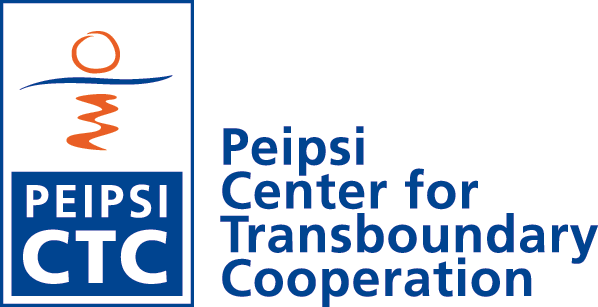 PEIPSI
CTC
Peipsi
Center for
Transboundary
Cooperation